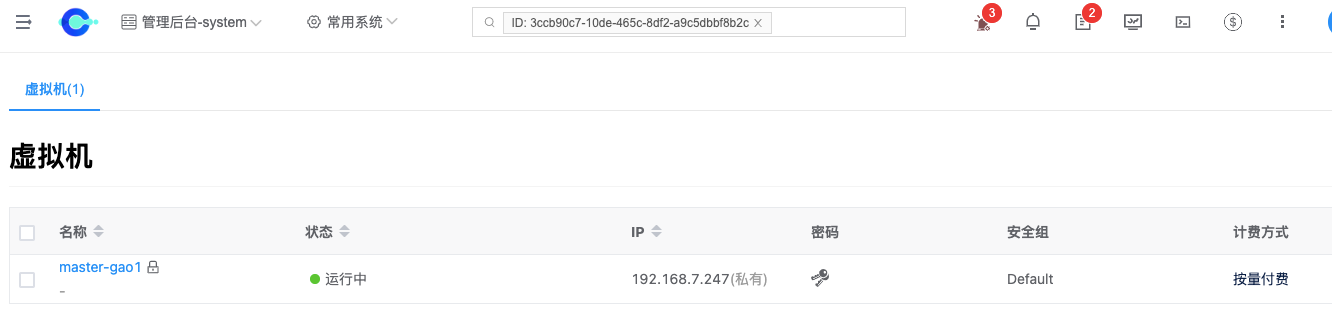 管理后台-system
常用系统
ID: 3ccb90c7-10de-465c-8df2-a9c5dbbf8b2c
3
2
虚拟机(1)
虚拟机
名称 状态 IP 密码 安全组 计费方式
master-gao1 运行中 192.168.7.247(私有) Default 按量付费
-